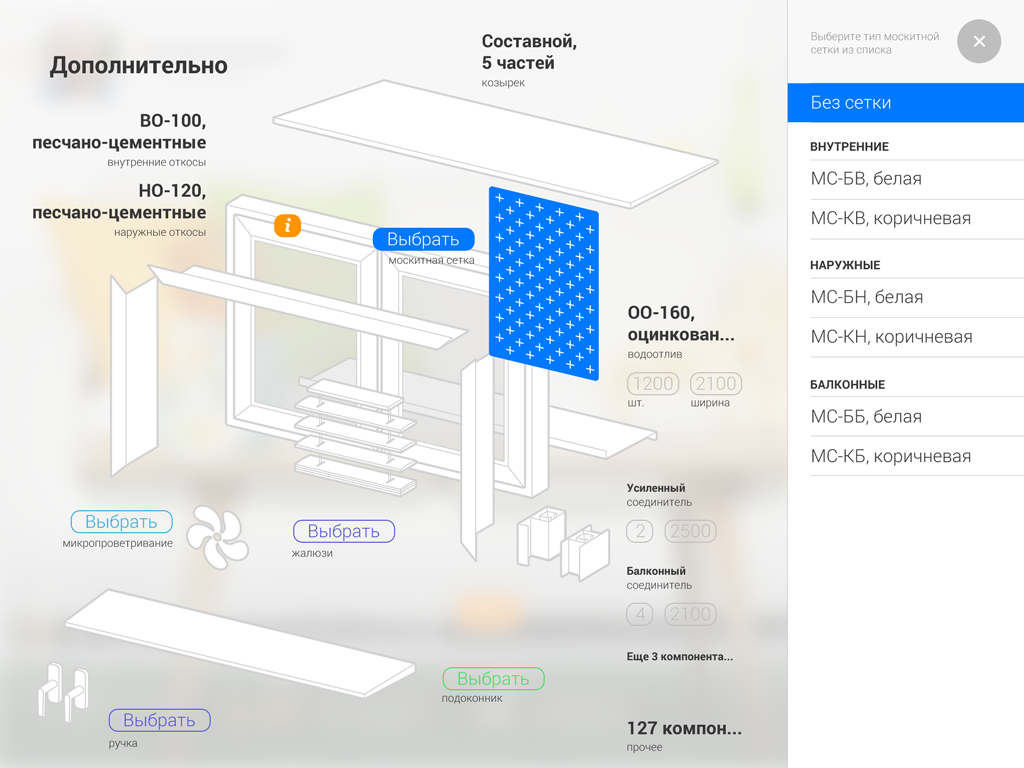 Дополнительно
Составной,
5 частей
козырек
ВО-100,
песчано-цементные
внутренние откосы
НО-120,
песчано-цементные
наружные откосы
i
Выбрать
москитная сетка
ОО-160,
оцинкован...
водоотлив
1200 2100
шт. ширина
Усиленный
соединитель
2 2500
Балконный
соединитель
4 2100
Еще 3 компонента...
127 компон...
прочее
Выбрать
микропроветривание
Выбрать
жалюзи
Выбрать
подоконник
Выбрать
ручка
Выберите тип москитной
сетки из списка
Без сетки
ВНУТРЕННИЕ
МС-БВ, белая
МС-КВ, коричневая
НАРУЖНЫЕ
МС-БН, белая
МС-КН, коричневая
БАЛКОННЫЕ
МС-ББ, белая
МС-КБ, коричневая